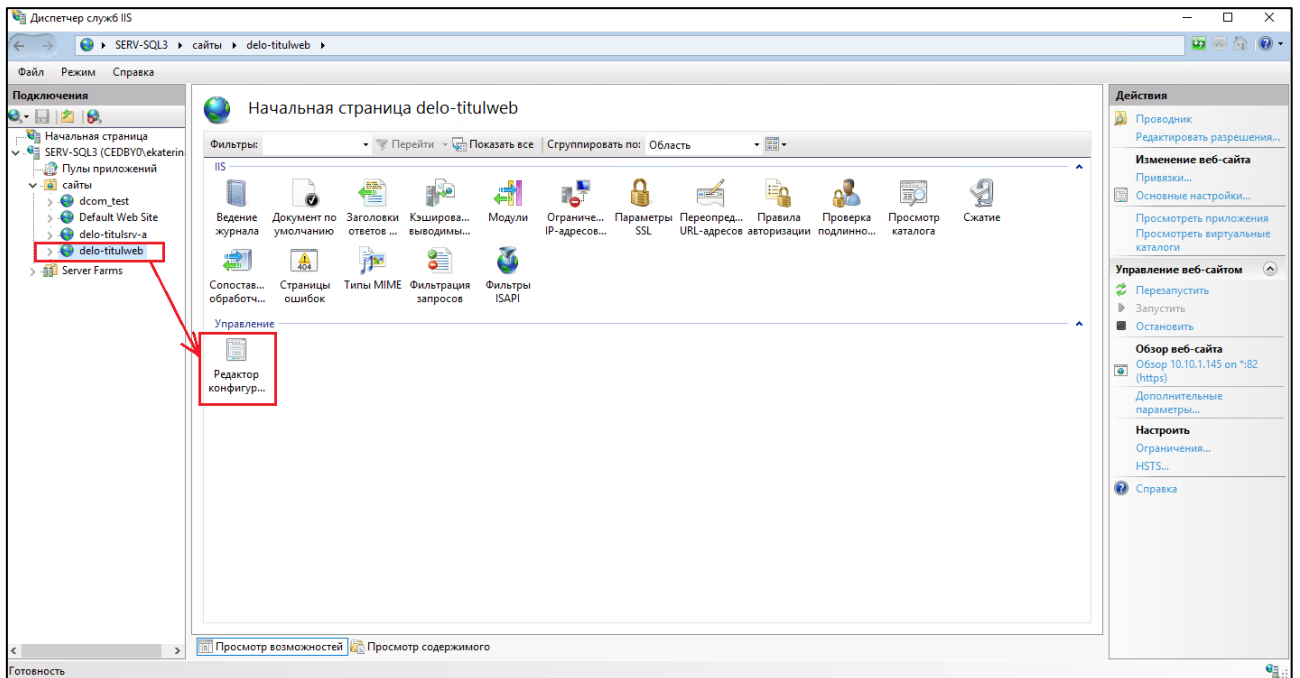 Диспетчер служб IIS
SERV-SQL3 сайты delo-titulweb
Файл Режим Справка
Подключения
Начальная страница
SERV-SQL3 (CEDBY0\ekaterin
Пулы приложений
сайты
dcom_test
Default Web Site
delo-titulsrv-a
delo-titulweb
Server Farms
Начальная страница delo-titulweb
Фильтры: Перейти Показать все Сгруппировать по: Область
IIS
Ведение журнала
Документ по умолчанию
Заголовки ответов ...
Кэширова... выводимы...
Модули
Ограниче... IP-адресов...
Параметры SSL
Переопред... URL-адресов
Правила авторизации
Проверка подлинно...
Просмотр каталога
Сжатие
Сопостав... обработч...
Страницы ошибок
404
Типы MIME
Фильтрация запросов
Фильтры ISAPI
Управление
Редактор
конфигур...
Просмотр возможностей Просмотр содержимого
Готовность
Действия
Проводник
Редактировать разрешения...
Изменение веб-сайта
Привязки...
Основные настройки...
Просмотреть приложения
Просмотреть виртуальные
каталоги
Управление веб-сайтом
Перезапустить
Запустить
Остановить
Обзор веб-сайта
Обзор 10.10.1.145 on *:82
(https)
Дополнительные
параметры...
Настроить
Ограничения...
HSTS...
Справка